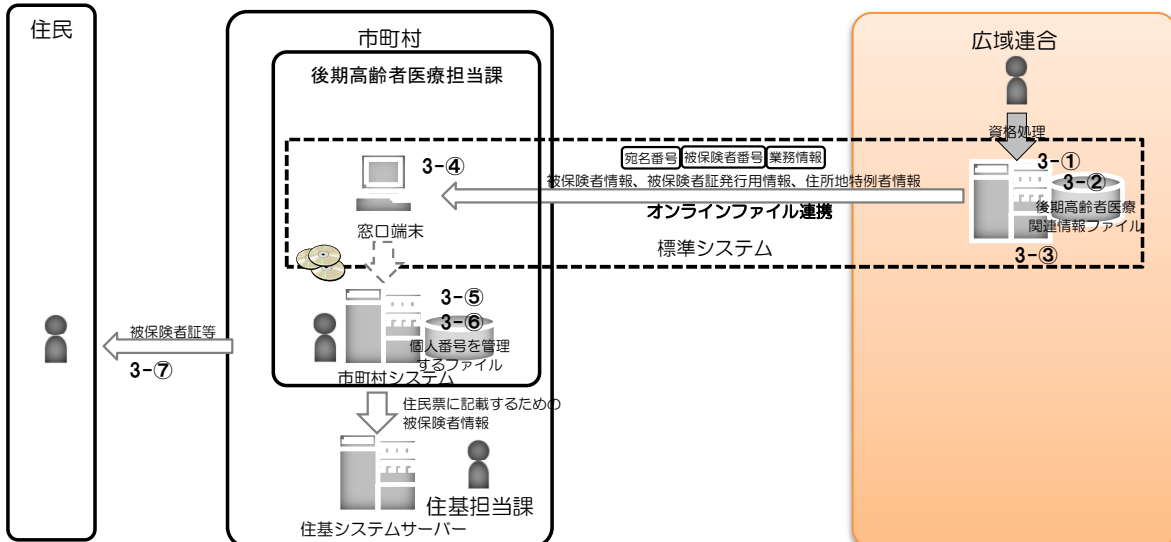 住民
市町村
後期高齢者医療担当課
広域連合
資格処理
宛名番号 被保険者番号 業務情報
被保険者情報、被保険者証発行用情報、住所地特例者情報
オンラインファイル連携
3-④
窓口端末
標準システム
3-①
3-②
後期高齢者医療
関連情報ファイル
3-③
3-⑤
3-⑥
個人番号を管理
するファイル
市町村システム
被保険者証等
3-⑦
住民票に記載するための
被保険者情報
住基担当課
住基システムサーバー